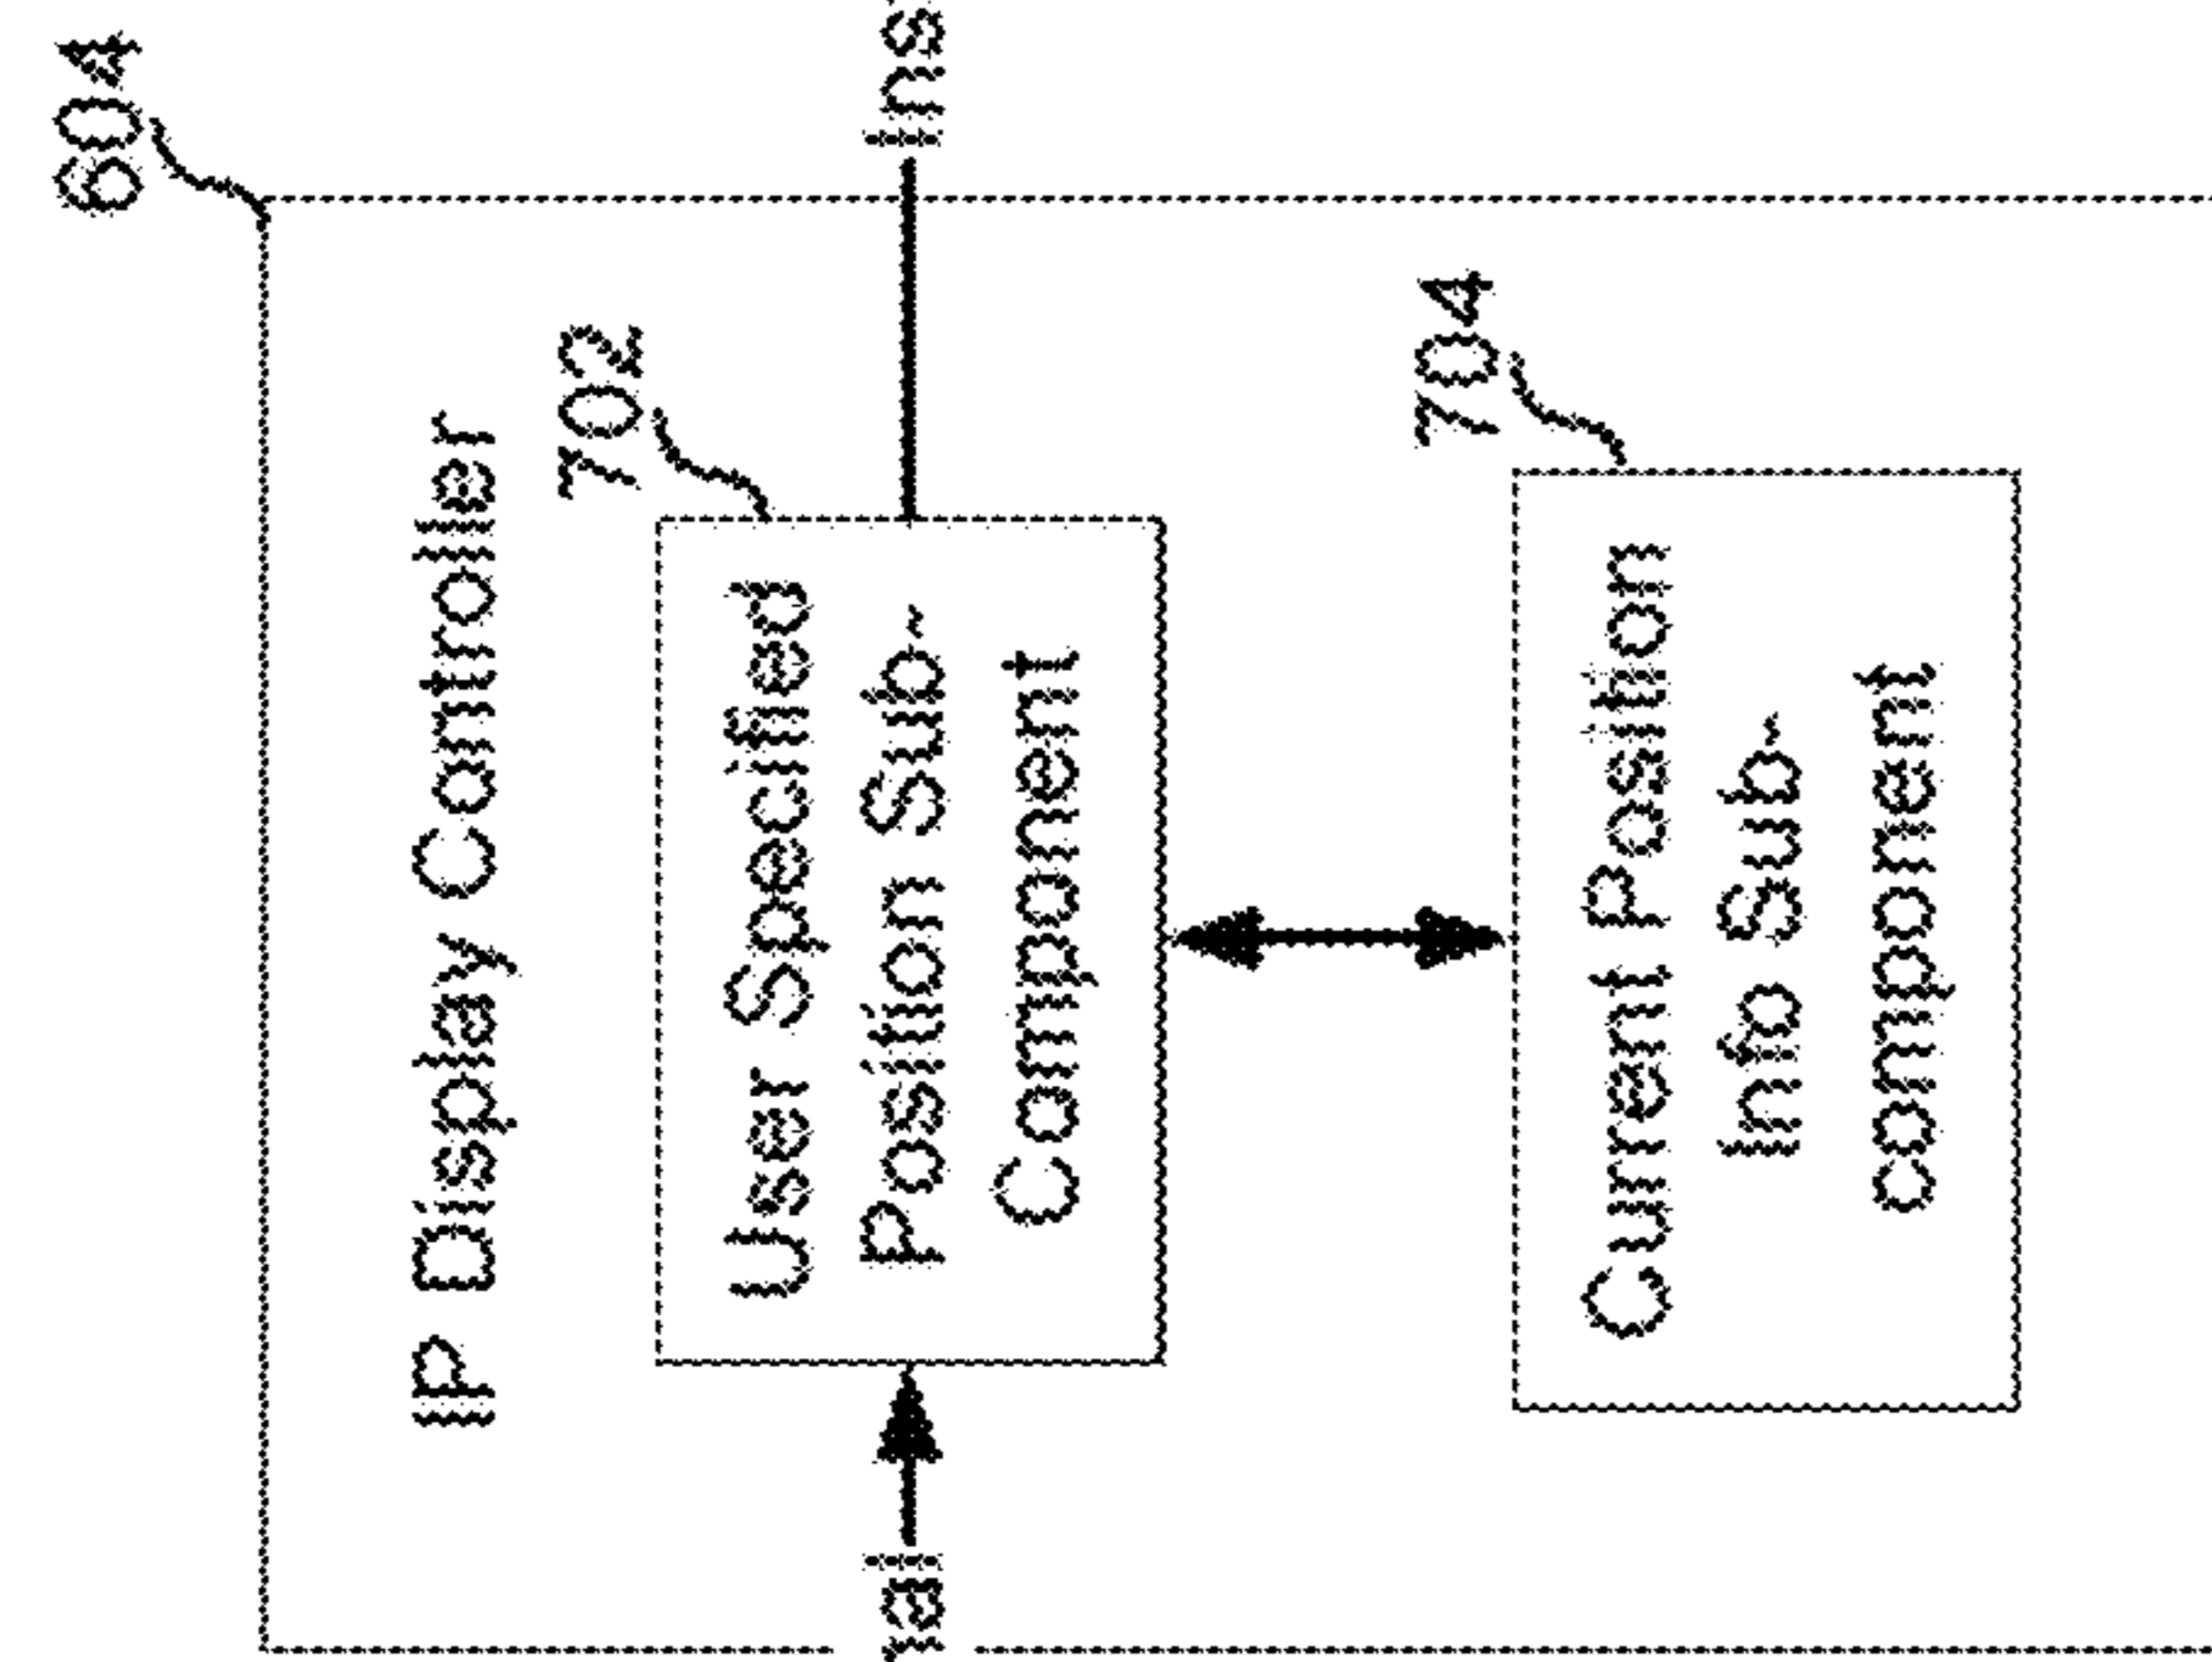 604
IP Display Controller
702
User Specified
Position Sub-
Component
704
Current Position
Info Sub-
component